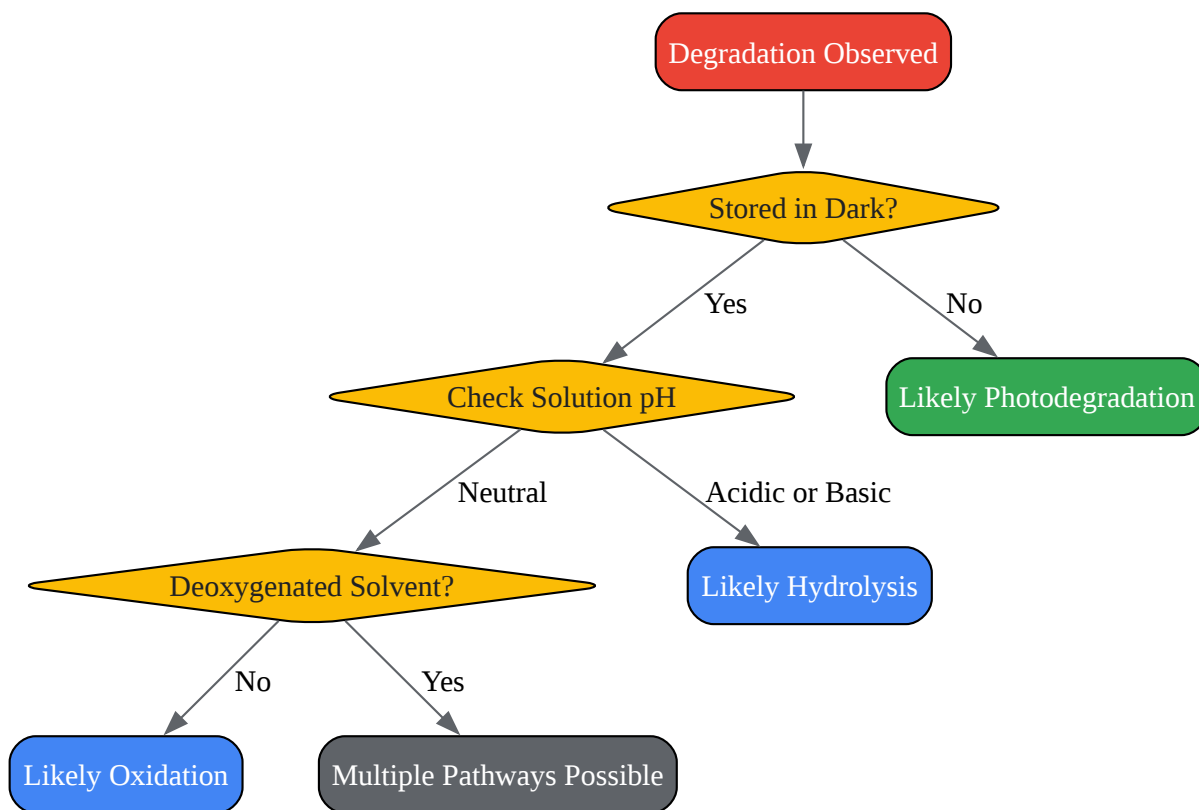 Degradation Observed
Stored in Dark?
Yes
No
Check Solution pH
Likely Photodegradation
Neutral
Acidic or Basic
Deoxygenated Solvent?
Likely Hydrolysis
No
Yes
Likely Oxidation
Multiple Pathways Possible